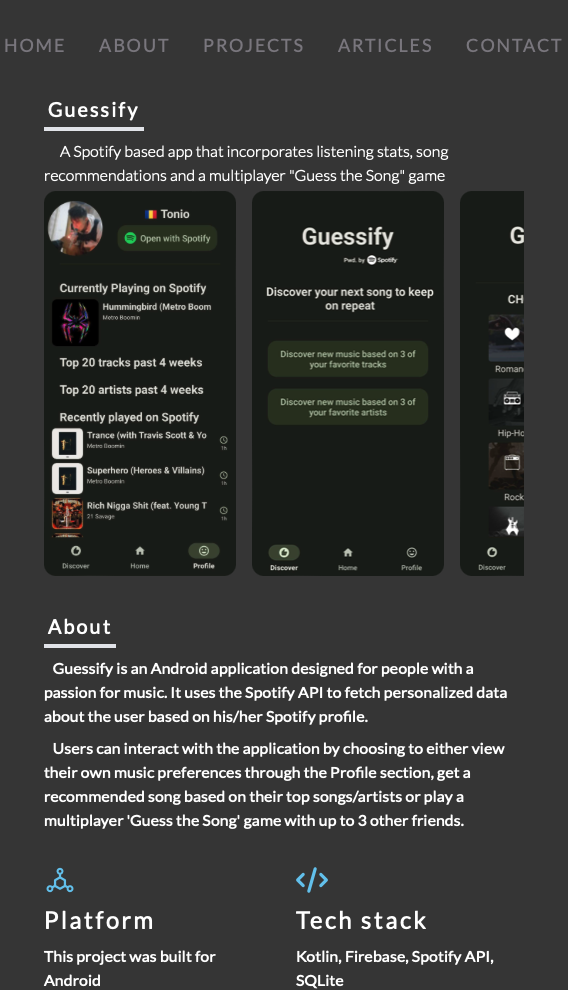 HOME ABOUT PROJECTS ARTICLES CONTACT
Guessify
A Spotify based app that incorporates listening stats, song
recommendations and a multiplayer "Guess the Song" game
Tonio
Open with Spotify
Currently Playing on Spotify
Hummingbird (Metro Boom
Metro Boomin
Top 20 tracks past 4 weeks
Top 20 artists past 4 weeks
Recently played on Spotify
Trance (with Travis Scott & Yo
Metro Boomin
1h
Superhero (Heroes & Villains)
Metro Boomin
1h
Rich Nigga Shit (feat. Young T
21 Savage
1h
Discover Home Profile
Guessify
Pwd. by Spotify
Discover your next song to keep
on repeat
Discover new music based on 3 of
your favorite tracks
Discover new music based on 3 of
your favorite artists
Discover Home Profile
G
CH
Roman
Hip-Ho
Rock
Discover
About
Guessify is an Android application designed for people with a
passion for music. It uses the Spotify API to fetch personalized data
about the user based on his/her Spotify profile.
Users can interact with the application by choosing to either view
their own music preferences through the Profile section, get a
recommended song based on their top songs/artists or play a
multiplayer 'Guess the Song' game with up to 3 other friends.
Platform
This project was built for
Android
Tech stack
Kotlin, Firebase, Spotify API,
SQLite